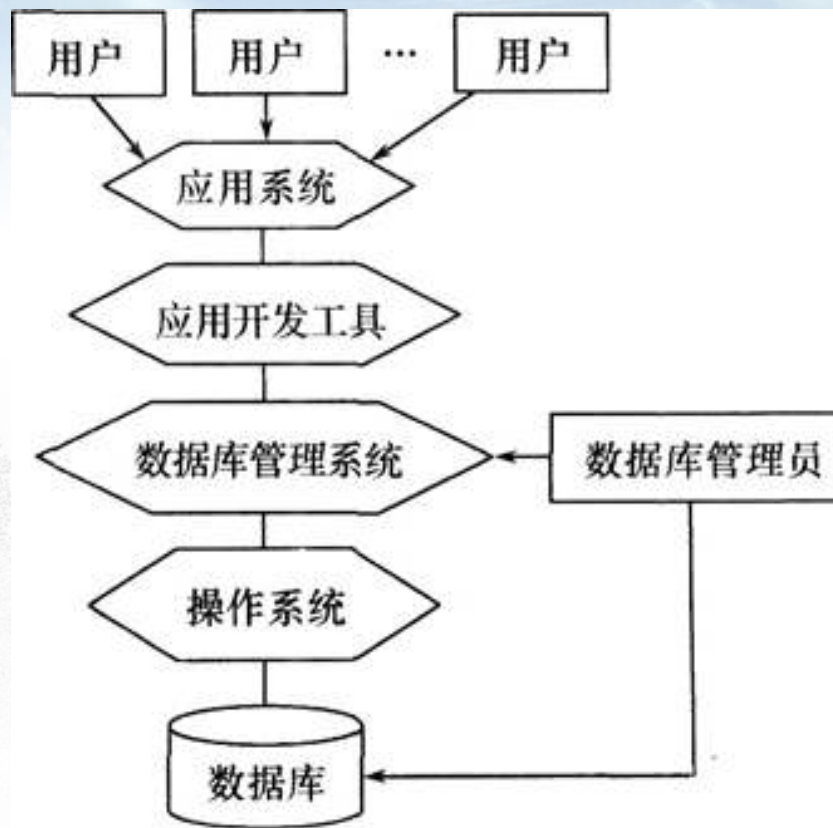 用户 用户 … 用户
应用系统
应用开发工具
数据库管理系统 数据库管理员
操作系统
数据库